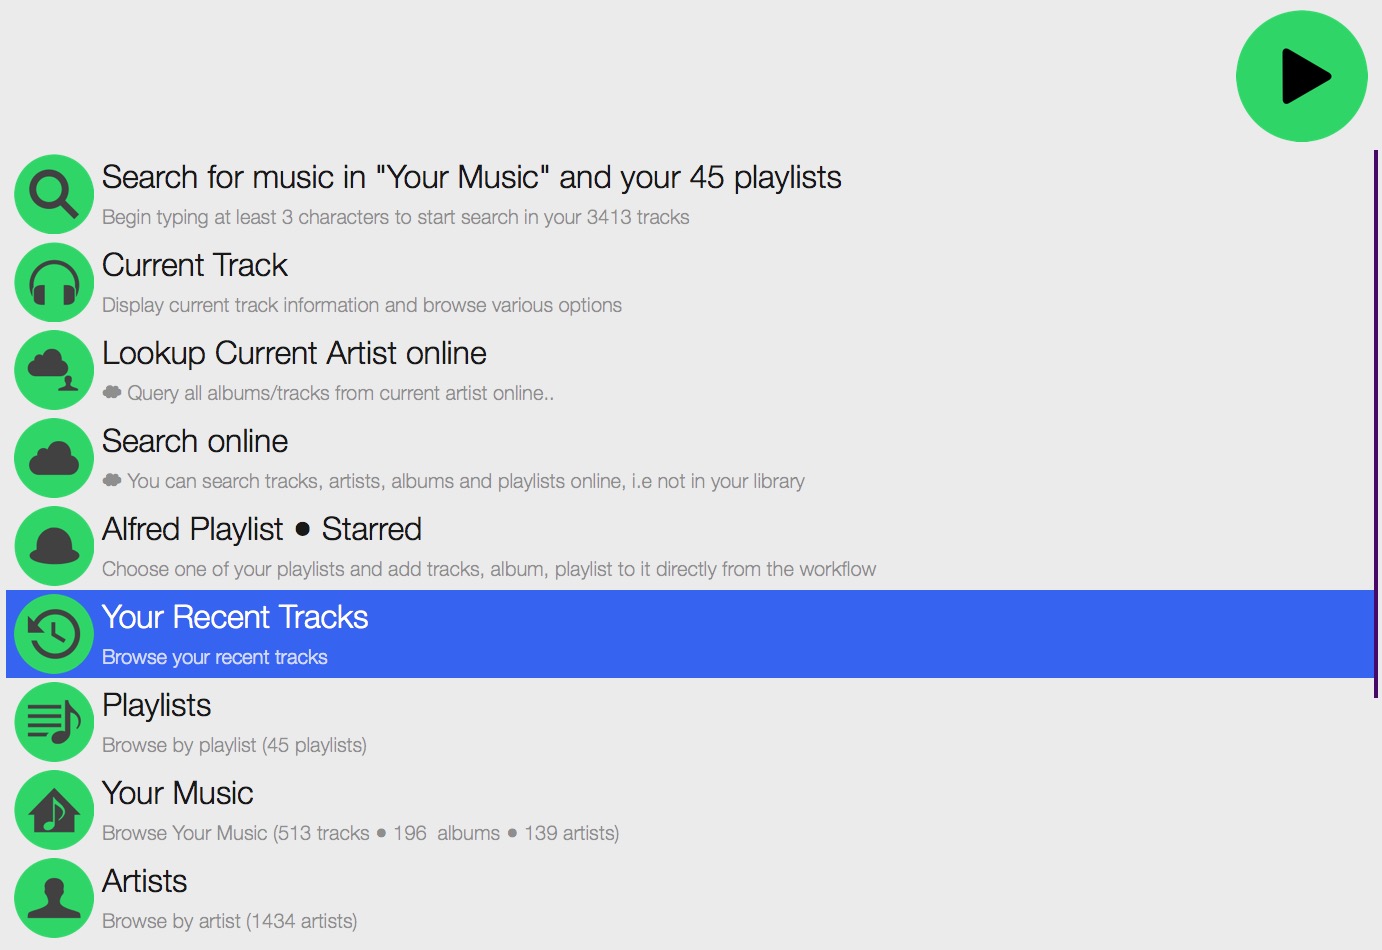 Search for music in "Your Music" and your 45 playlists
Begin typing at least 3 characters to start search in your 3413 tracks
Current Track
Display current track information and browse various options
Lookup Current Artist online
Query all albums/tracks from current artist online..
Search online
You can search tracks, artists, albums and playlists online, i.e not in your library
Alfred Playlist ● Starred
Choose one of your playlists and add tracks, album, playlist to it directly from the workflow
Your Recent Tracks
Browse your recent tracks
Playlists
Browse by playlist (45 playlists)
Your Music
Browse Your Music (513 tracks ● 196  albums ● 139 artists)
Artists
Browse by artist (1434 artists)